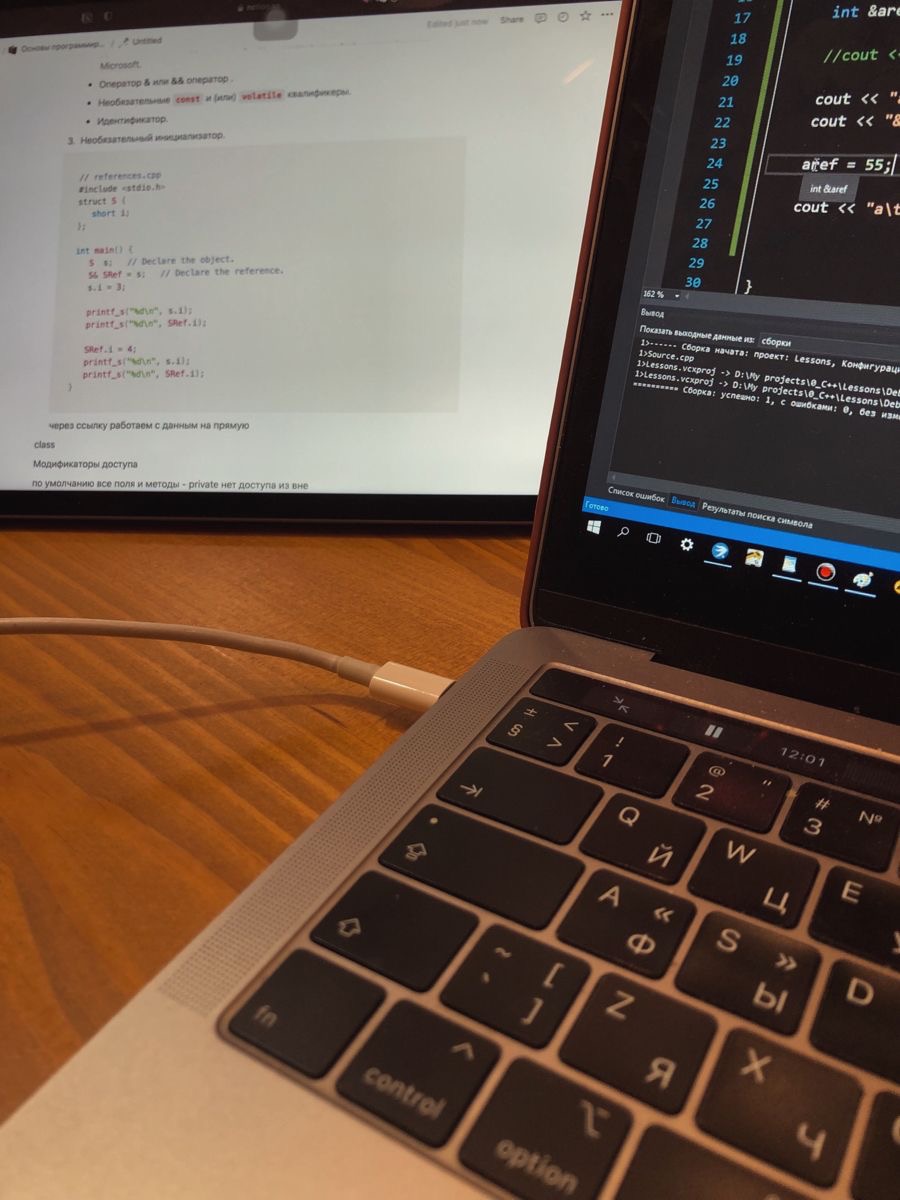 Edited just now Share
Основы программир... / Untitled
Microsoft.
• Оператор & или && оператор .
• Необязательные const и (или) volatile квалификеры.
• Идентификатор.
3. Необязательный инициализатор.
// references.cpp
#include <stdio.h>
struct S {
short i;
};
int main() {
S s; // Declare the object.
S& SRef = s; // Declare the reference.
s.i = 3;
printf_s("%d\n", s.i);
printf_s("%d\n", SRef.i);
SRef.i = 4;
printf_s("%d\n", s.i);
printf_s("%d\n", SRef.i);
}
через ссылку работаем с данным на прямую
class
Модификаторы доступа
по умолчанию все поля и методы - private нет доступа из вне
17 int &are
18
19 //cout <
20
21 cout << "
22 cout << "&
23
24 aref = 55;
25 int &aref
26 cout << "a\t
27
28
29
30 }
162 %
Вывод
Показать выходные данные из: сборки
1>------ Сборка начата: проект: Lessons, Конфигураци
1>Source.cpp
1>Lessons.vcxproj -> D:\My projects\0_C++\Lessons\Deb
1>Lessons.vcxproj -> D:\My projects\0_C++\Lessons\Deb
========== Сборка: успешно: 1, с ошибками: 0, без изм
Список ошибок Вывод Результаты поиска символа
Готово
12:01
± § < >
! 1
@ 2 "
# 3 №
Q Й
W Ц
E
A « Ф
S » Ы
D
~ ` [ ]
Z Я
X Ч
fn
control
option